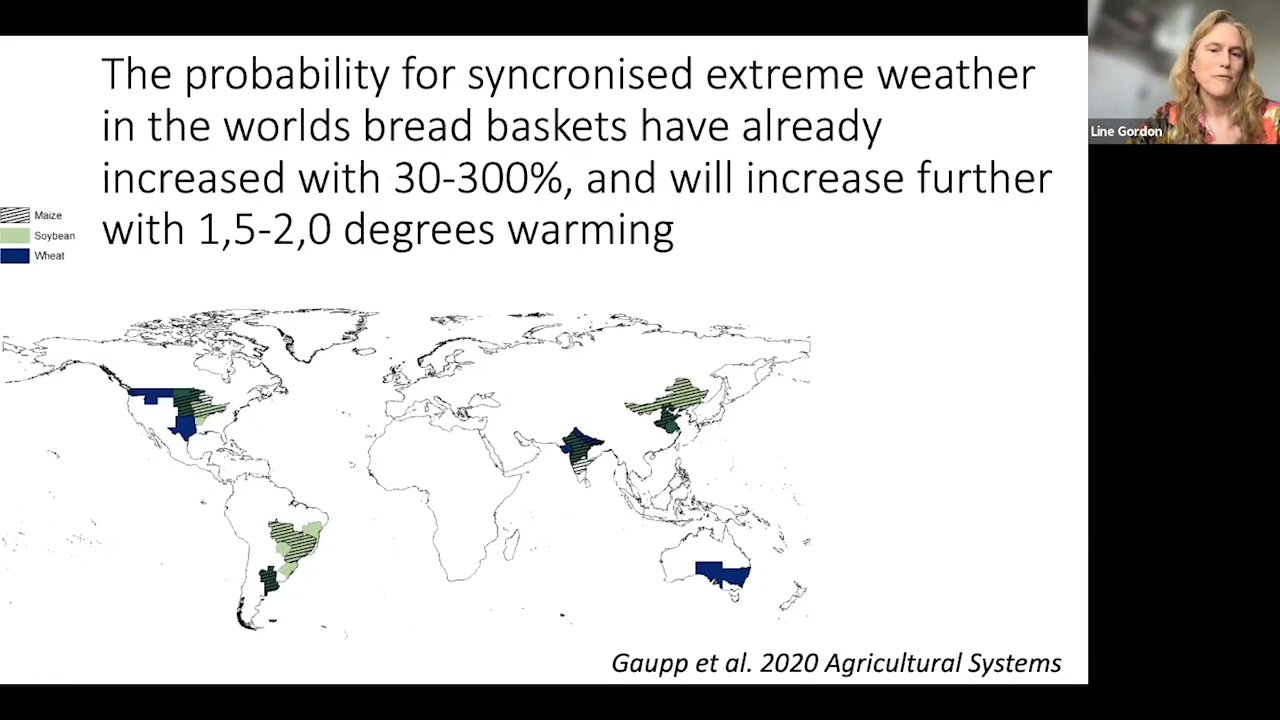 The probability for syncronised extreme weather
in the worlds bread baskets have already
increased with 30-300%, and will increase further
with 1,5-2,0 degrees warming
Maize
Soybean
Wheat
Gaupp et al. 2020 Agricultural Systems
Line Gordon